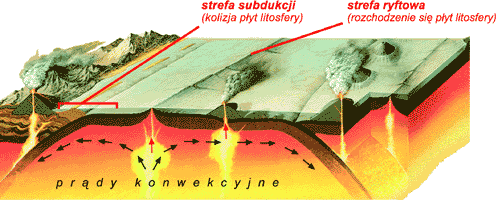 strefa subdukcji
(kolizja płyt litosfery)
strefa ryftowa
(rozchodzenie się płyt litosfery)
prądy konwekcyjne